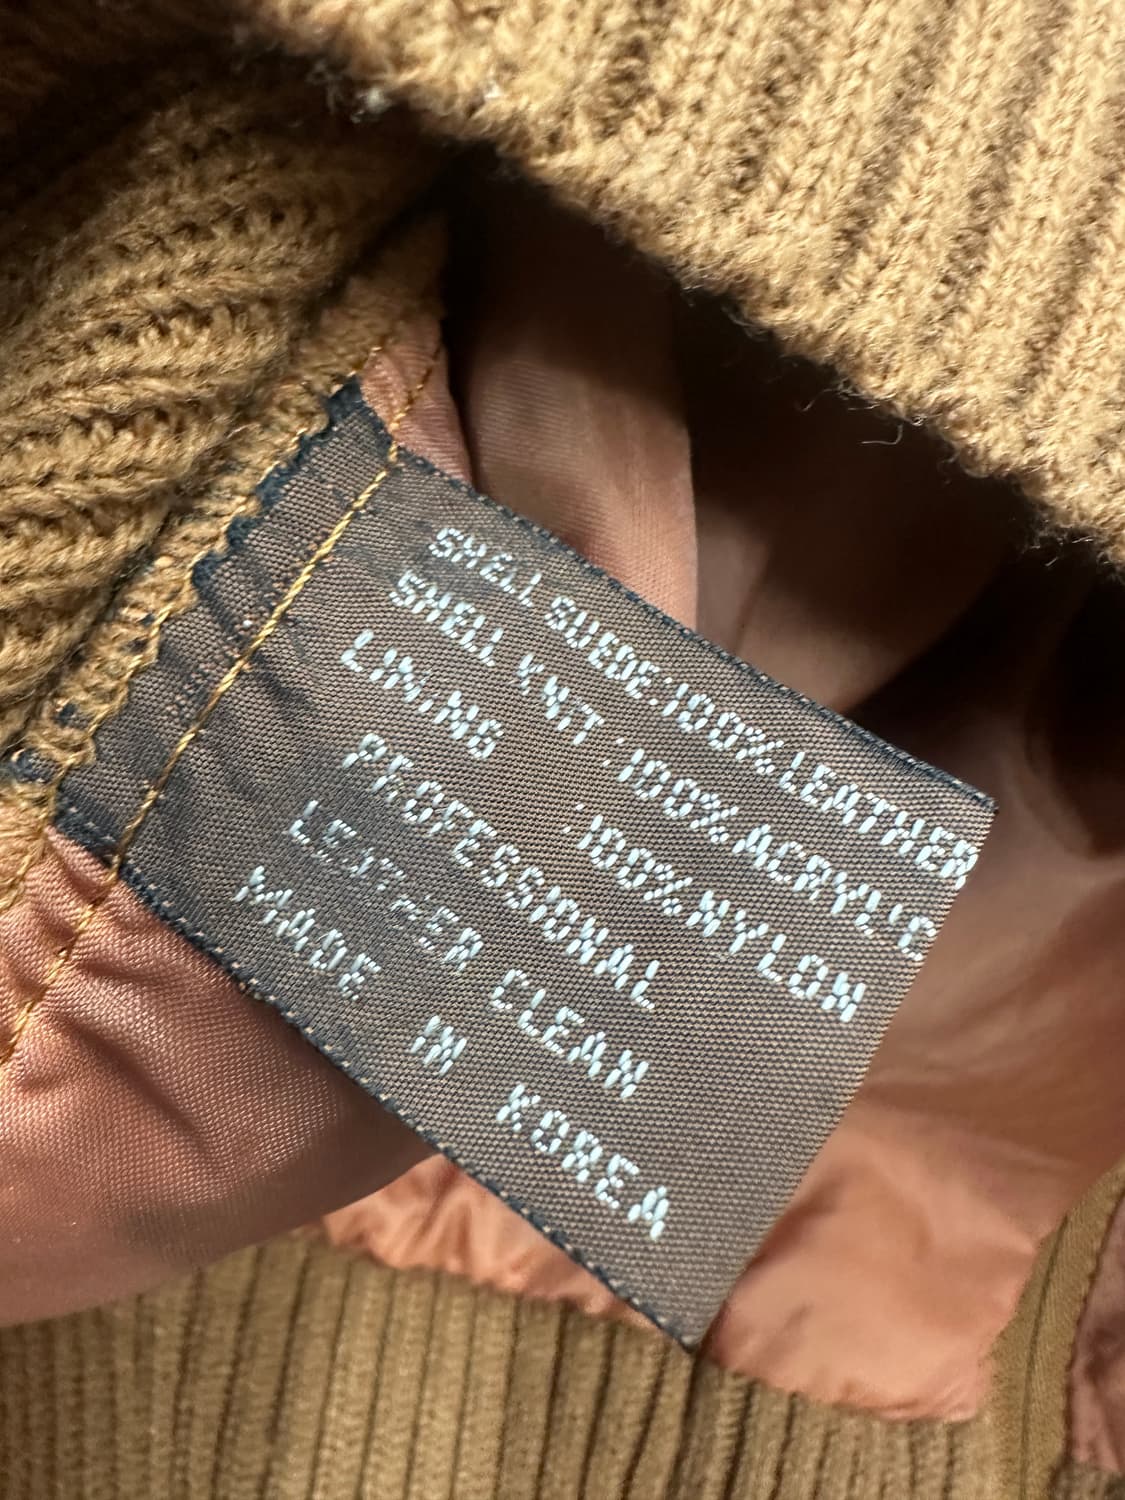 SHELL SUEDE:100%LEATHER
SHELL KNIT :100%ACRYLIC
LINING :100%NYLON
PROFESSIONAL
LEATHER CLEAN
MADE IN KOREA